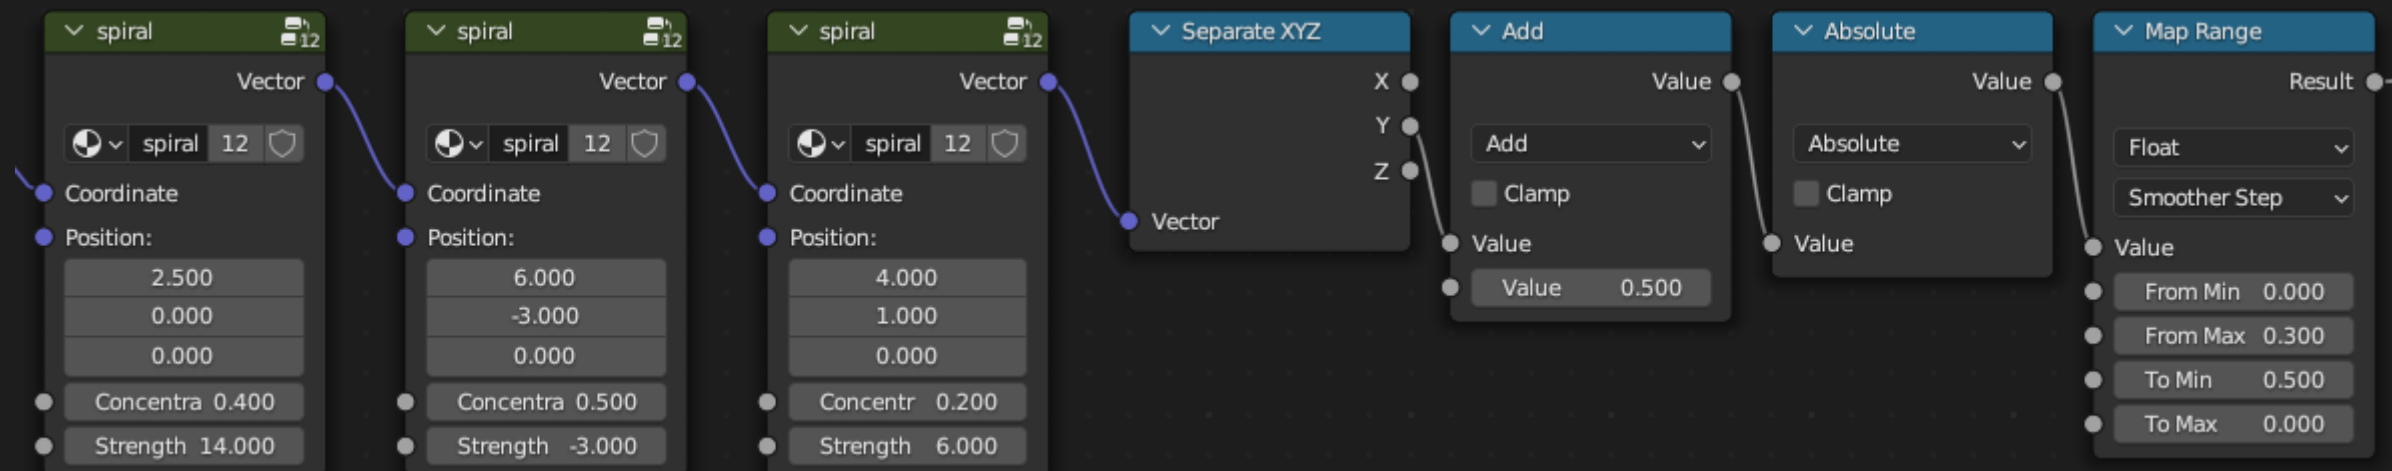 spiral 12
Vector
spiral 12
Coordinate
Position:
2.500
0.000
0.000
Concentra 0.400
Strength 14.000
spiral 12
Vector
spiral 12
Coordinate
Position:
6.000
-3.000
0.000
Concentra 0.500
Strength -3.000
spiral 12
Vector
spiral 12
Coordinate
Position:
4.000
1.000
0.000
Concentr 0.200
Strength 6.000
Separate XYZ
X
Y
Z
Vector
Add
Value
Add
Clamp
Value
Value 0.500
Absolute
Value
Absolute
Clamp
Value
Map Range
Result
Float
Smoother Step
Value
From Min 0.000
From Max 0.300
To Min 0.500
To Max 0.000